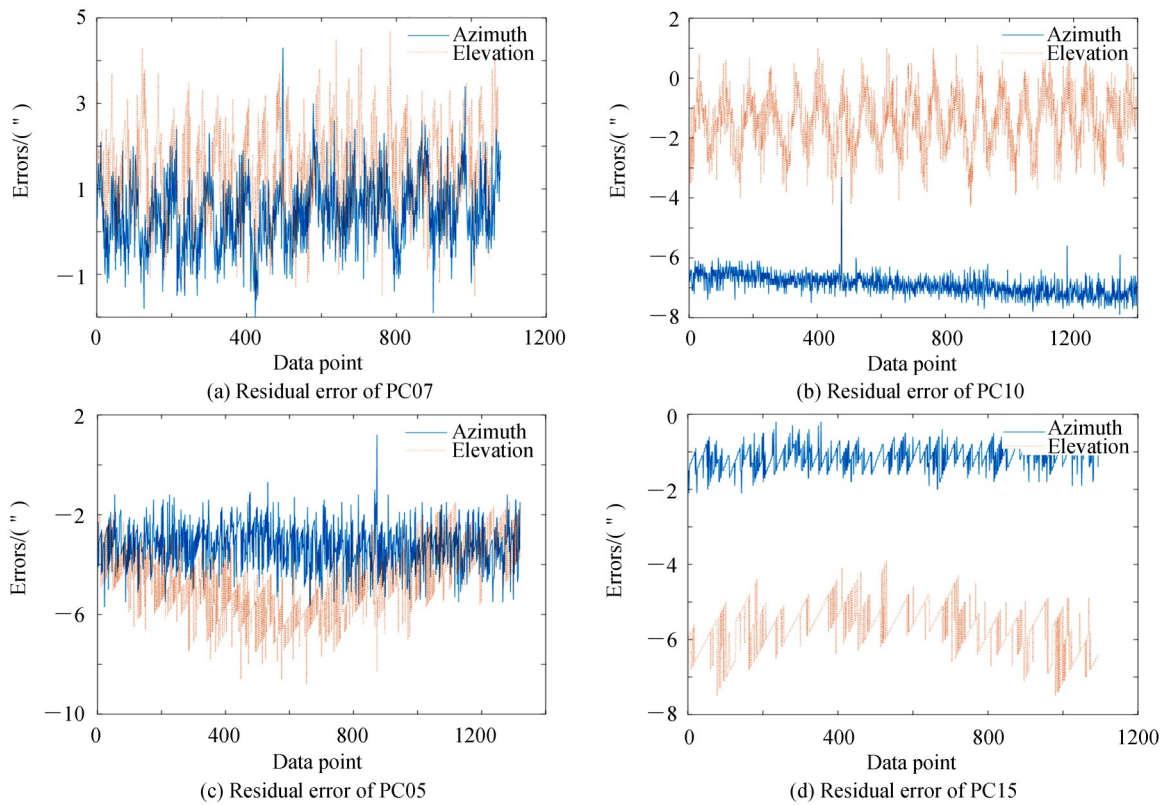 5
3
1
−1
Errors/( " )
Azimuth
Elevation
0
400
800
1200
Data point
(a) Residual error of PC07
2
0
−2
−4
−6
−8
Errors/( " )
Azimuth
Elevation
0
400
800
1200
Data point
(b) Residual error of PC10
2
−2
−6
−10
Errors/( " )
Azimuth
Elevation
0
400
800
1200
Data point
(c) Residual error of PC05
0
−2
−4
−6
−8
Errors/( " )
Azimuth
Elevation
0
400
800
1200
Data point
(d) Residual error of PC15